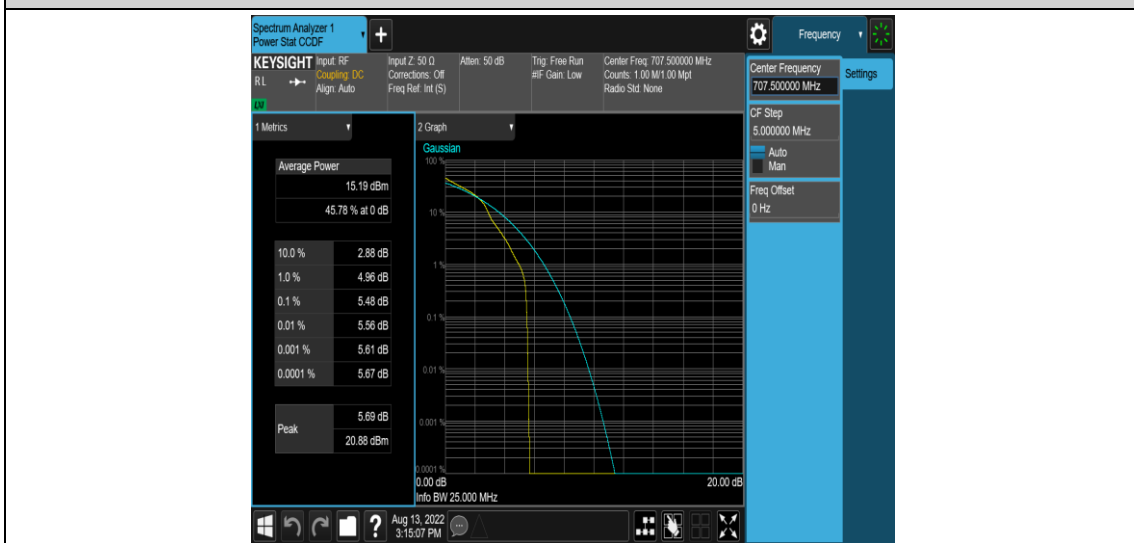 Spectrum Analyzer 1
Power Stat CCDF
+
Frequency
KEYSIGHT
RL
Input: RF
Coupling: DC
Align: Auto
Input Z: 50 Ω
Corrections: Off
Freq Ref: Int (S)
Atten: 50 dB
Trig: Free Run
#IF Gain: Low
Center Freq: 707.500000 MHz
Counts: 1.00 M/1.00 Mpt
Radio Std: None
Center Frequency
707.500000 MHz
Settings
CF Step
5.000000 MHz
Auto
Man
Freq Offset
0 Hz
1 Metrics
Average Power
15.19 dBm
45.78 % at 0 dB
10.0 % 2.88 dB
1.0 % 4.96 dB
0.1 % 5.48 dB
0.01 % 5.56 dB
0.001 % 5.61 dB
0.0001 % 5.67 dB
Peak 5.69 dB
20.88 dBm
2 Graph
Gaussian
100 %
10 %
1 %
0.1 %
0.01 %
0.001 %
0.0001 %
0.00 dB 20.00 dB
Info BW 25.000 MHz
?
Aug 13, 2022
3:15:07 PM